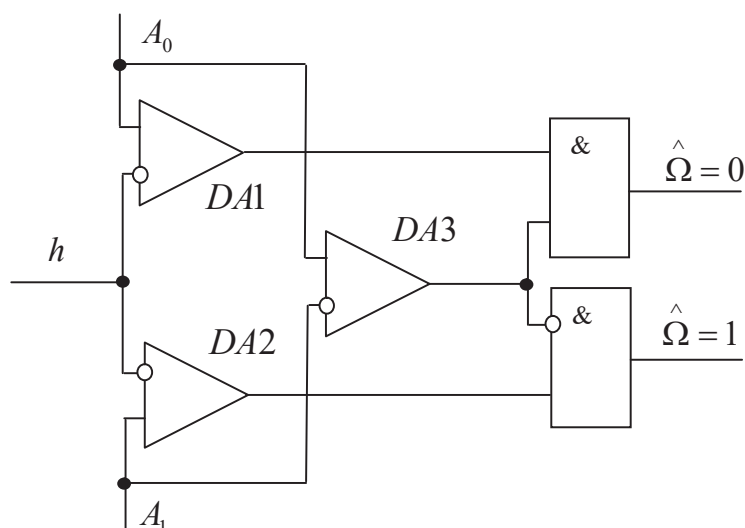 A₀
&
Ω̂ = 0
DA1
h
DA3
DA2
&
Ω̂ = 1
A₁